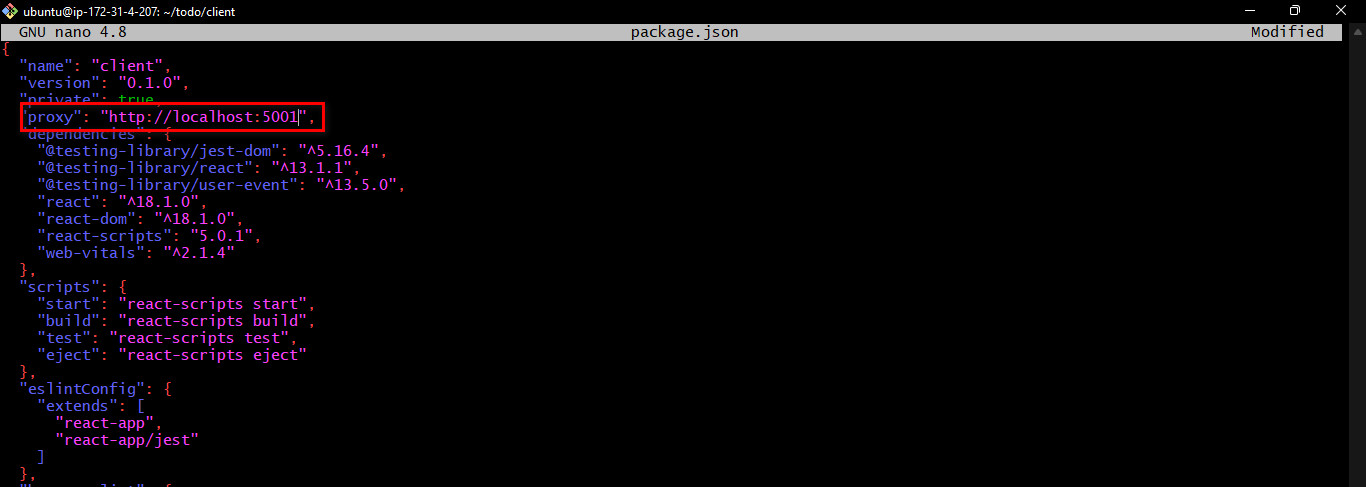 ubuntu@ip-172-31-4-207: ~/todo/client
GNU nano 4.8 package.json Modified
{
"name": "client",
"version": "0.1.0",
"private": true,
"proxy": "http://localhost:5001",
"dependencies": {
"@testing-library/jest-dom": "^5.16.4",
"@testing-library/react": "^13.1.1",
"@testing-library/user-event": "^13.5.0",
"react": "^18.1.0",
"react-dom": "^18.1.0",
"react-scripts": "5.0.1",
"web-vitals": "^2.1.4"
},
"scripts": {
"start": "react-scripts start",
"build": "react-scripts build",
"test": "react-scripts test",
"eject": "react-scripts eject"
},
"eslintConfig": {
"extends": [
"react-app",
"react-app/jest"
]
},